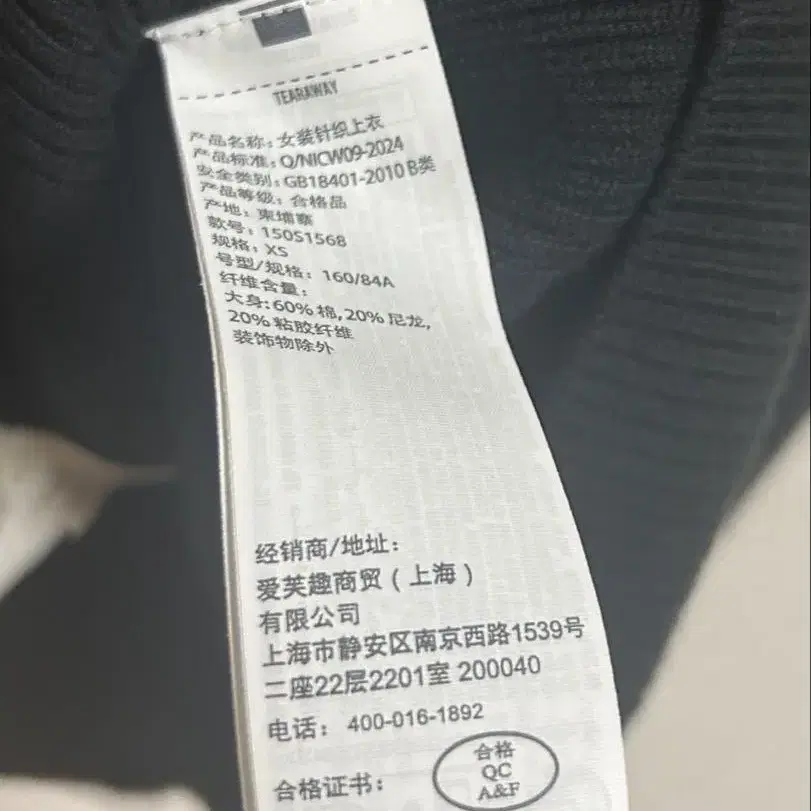 TEARAWAY
产品名称：女装针织上衣
产品标准：Q/NICW09-2024
安全类别：GB18401-2010 B类
产品等级：合格品
产地：柬埔寨
款号：150S1568
规格：XS
号型/规格：160/84A
纤维含量：
大身：60% 棉，20% 尼龙，
20% 粘胶纤维
装饰物除外
经销商/地址：
爱芙趣商贸（上海）
有限公司
上海市静安区南京西路1539号
二座22层2201室 200040
电话： 400-016-1892
合格证书：
合格
QC
A&F